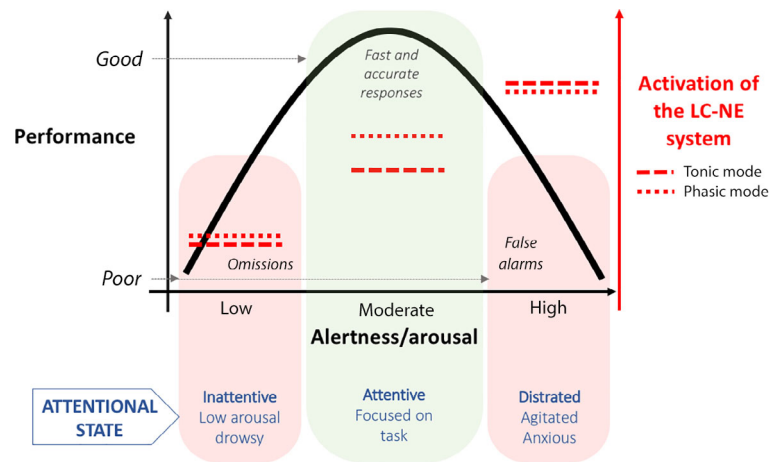 Good
Performance
Poor
Fast and
accurate
responses
Omissions
False
alarms
Activation of
the LC-NE
system
Tonic mode
Phasic mode
Low
Moderate
High
Alertness/arousal
ATTENTIONAL
STATE
Inattentive
Low arousal
drowsy
Attentive
Focused on
task
Distrated
Agitated
Anxious